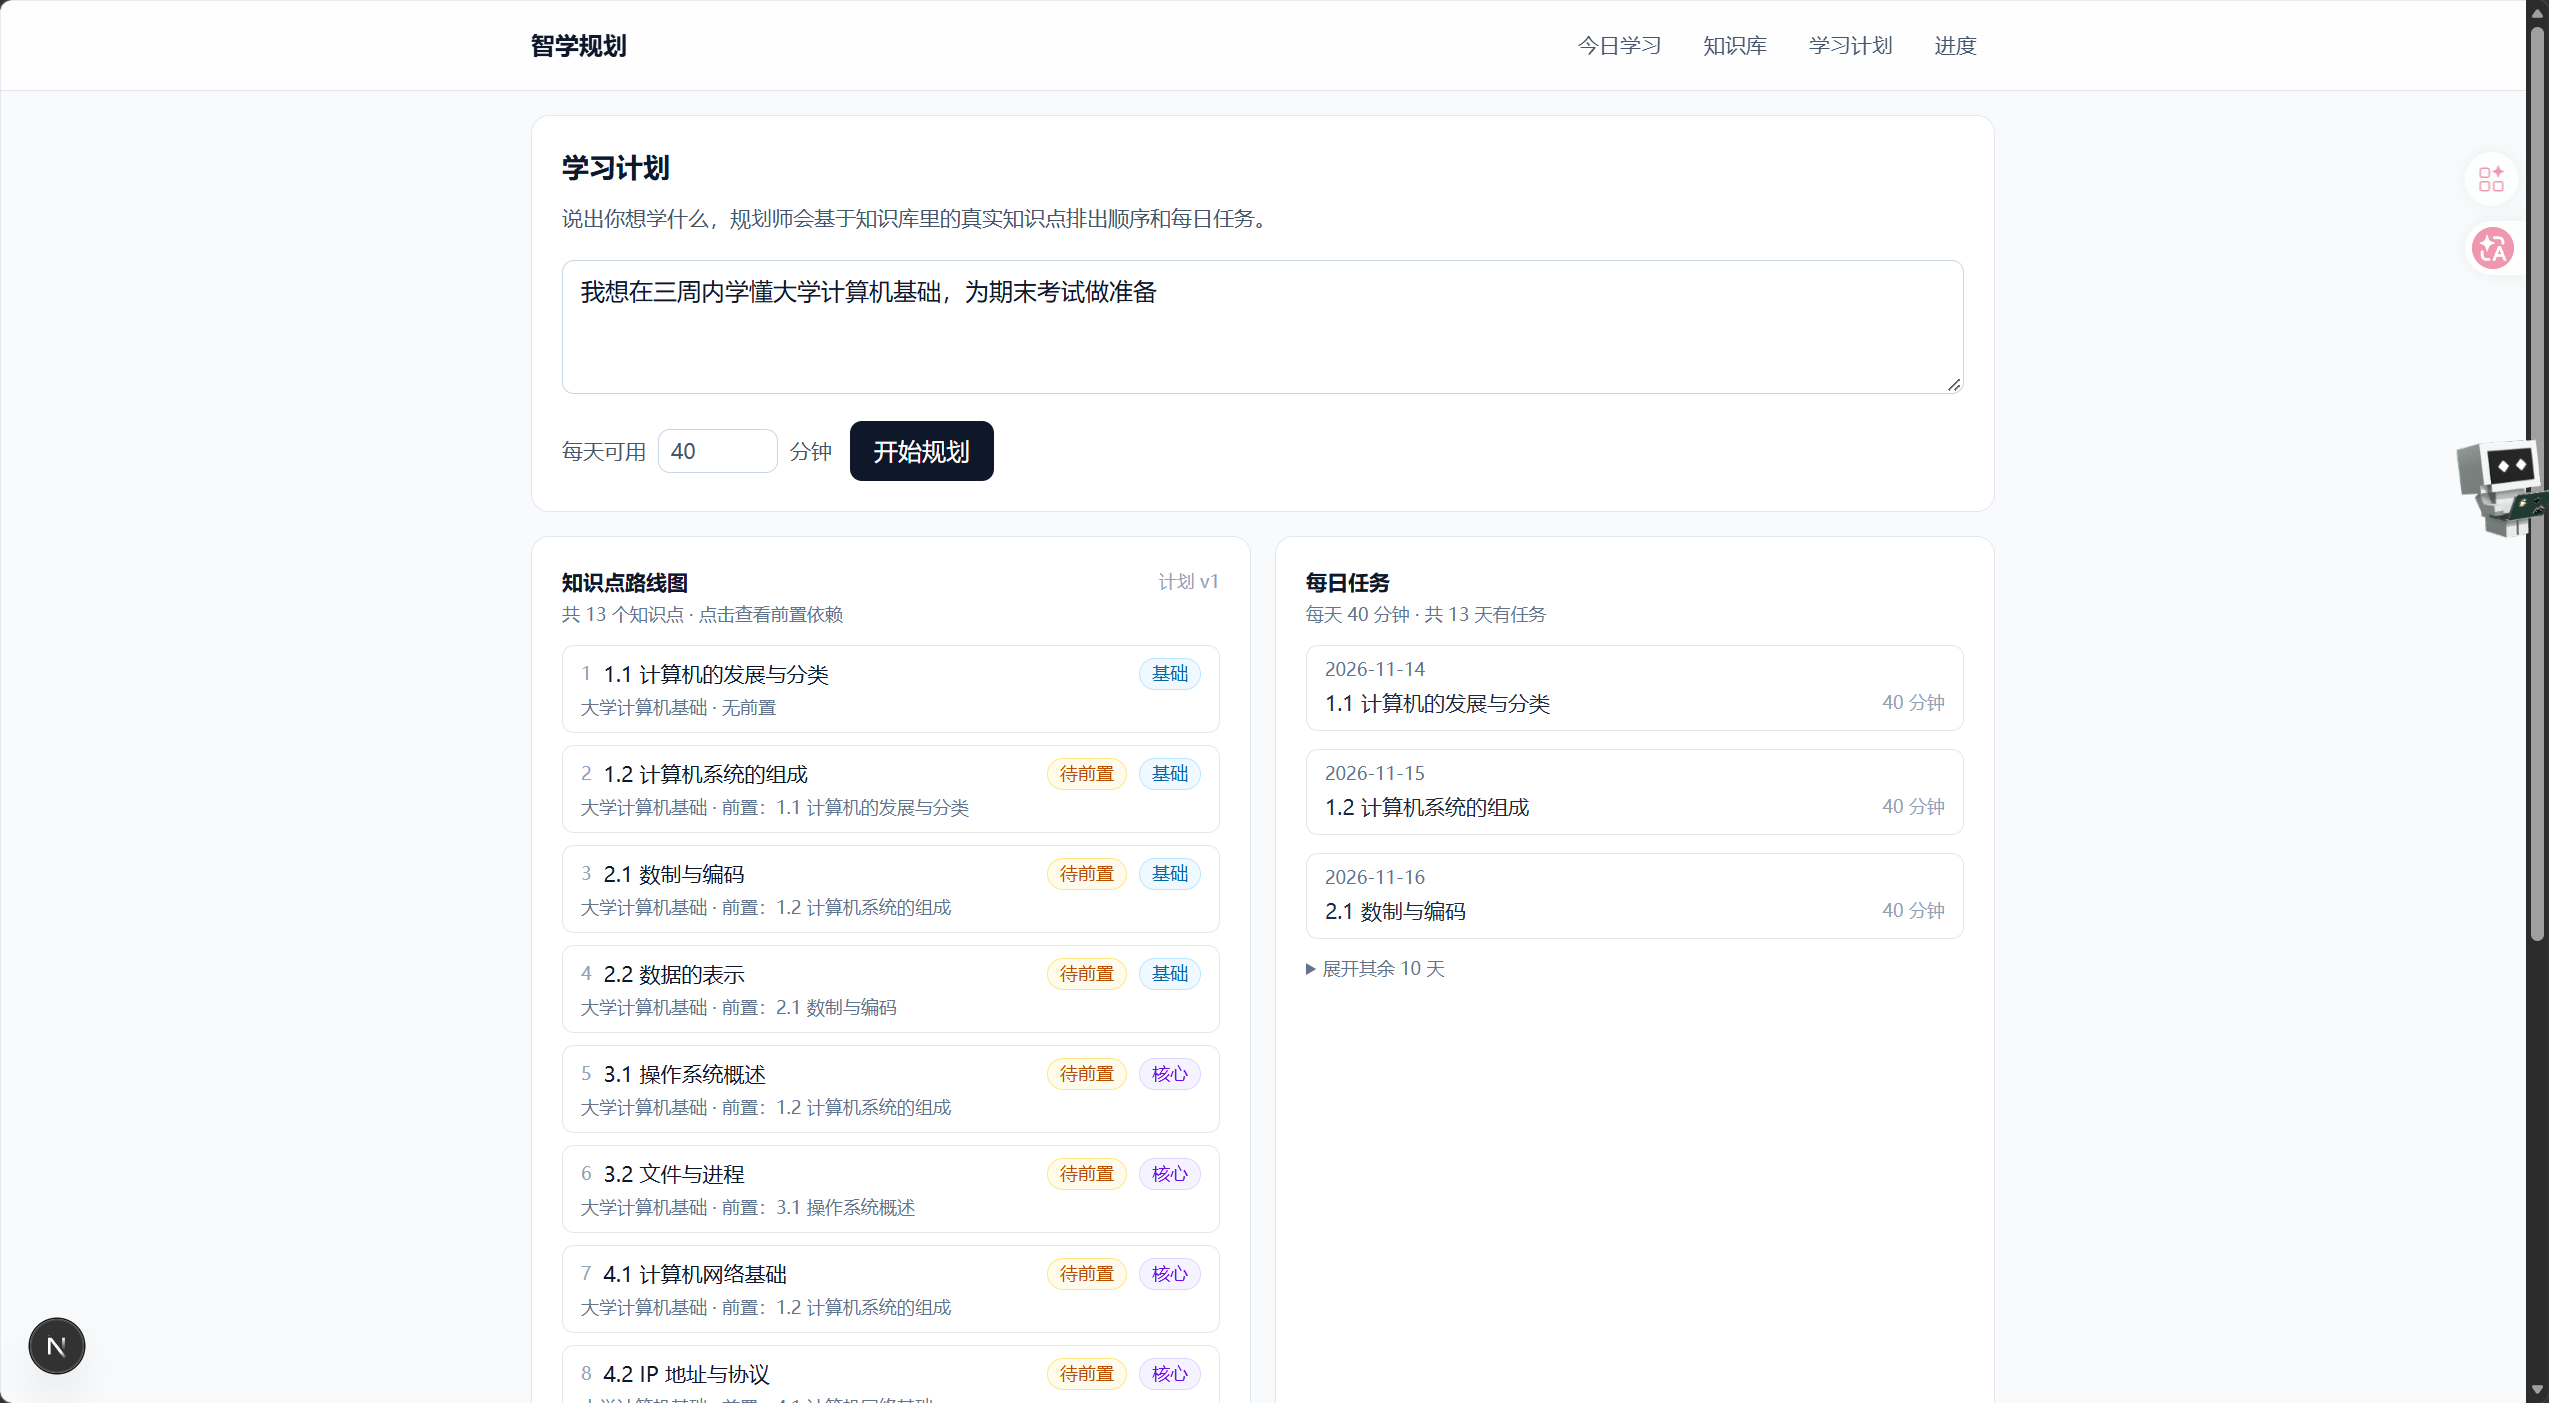 智学规划
今日学习 知识库 学习计划 进度
学习计划
说出你想学什么，规划师会基于知识库里的真实知识点排出顺序和每日任务。
我想在三周内学懂大学计算机基础，为期末考试做准备
每天可用 40 分钟 开始规划
知识点路线图 计划 v1
共 13 个知识点 · 点击查看前置依赖
1 1.1 计算机的发展与分类 基础
大学计算机基础 · 无前置
2 1.2 计算机系统的组成 待前置 基础
大学计算机基础 · 前置：1.1 计算机的发展与分类
3 2.1 数制与编码 待前置 基础
大学计算机基础 · 前置：1.2 计算机系统的组成
4 2.2 数据的表示 待前置 基础
大学计算机基础 · 前置：2.1 数制与编码
5 3.1 操作系统概述 待前置 核心
大学计算机基础 · 前置：1.2 计算机系统的组成
6 3.2 文件与进程 待前置 核心
大学计算机基础 · 前置：3.1 操作系统概述
7 4.1 计算机网络基础 待前置 核心
大学计算机基础 · 前置：1.2 计算机系统的组成
8 4.2 IP 地址与协议 待前置 核心
每日任务
每天 40 分钟 · 共 13 天有任务
2026-11-14
1.1 计算机的发展与分类 40 分钟
2026-11-15
1.2 计算机系统的组成 40 分钟
2026-11-16
2.1 数制与编码 40 分钟
▶ 展开其余 10 天
N
A